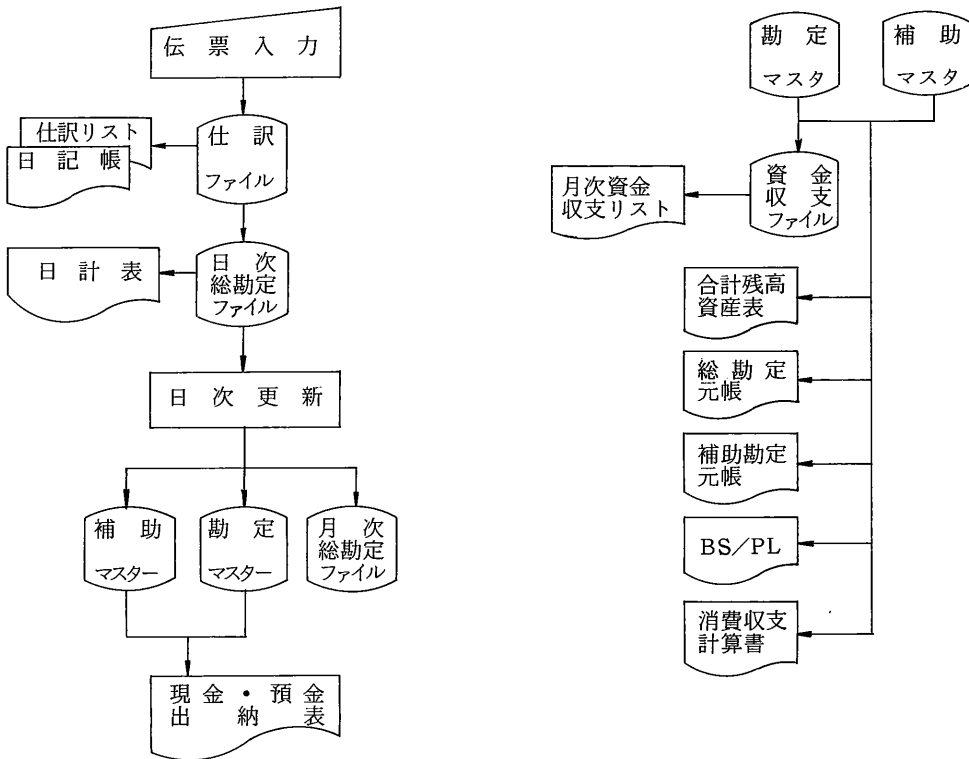 伝票入力
仕訳リスト
日記帳
仕訳
ファイル
日計表
日次
総勘定
ファイル
日次更新
補助
マスター
勘定
マスター
月次
総勘定
ファイル
現金・預金
出納表
勘定
マスタ
補助
マスタ
月次資金
収支リスト
資金
収支
ファイル
合計残高
資産表
総勘定
元帳
補助勘定
元帳
BS/PL
消費収支
計算書